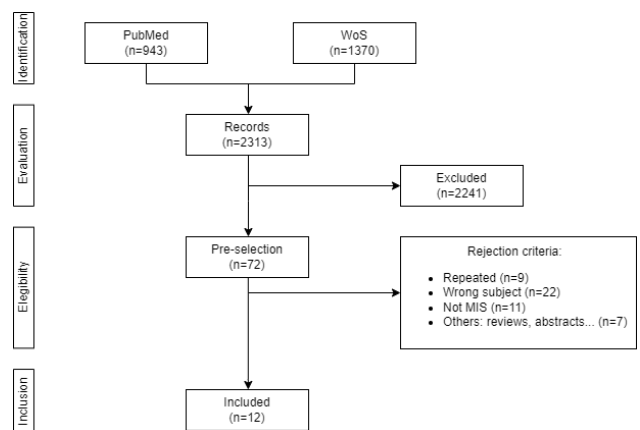 Identification
PubMed
(n=943)
WoS
(n=1370)
Evaluation
Records
(n=2313)
Excluded
(n=2241)
Elegibility
Pre-selection
(n=72)
Rejection criteria:
• Repeated (n=9)
• Wrong subject (n=22)
• Not MIS (n=11)
• Others: reviews, abstracts... (n=7)
Inclusion
Included
(n=12)